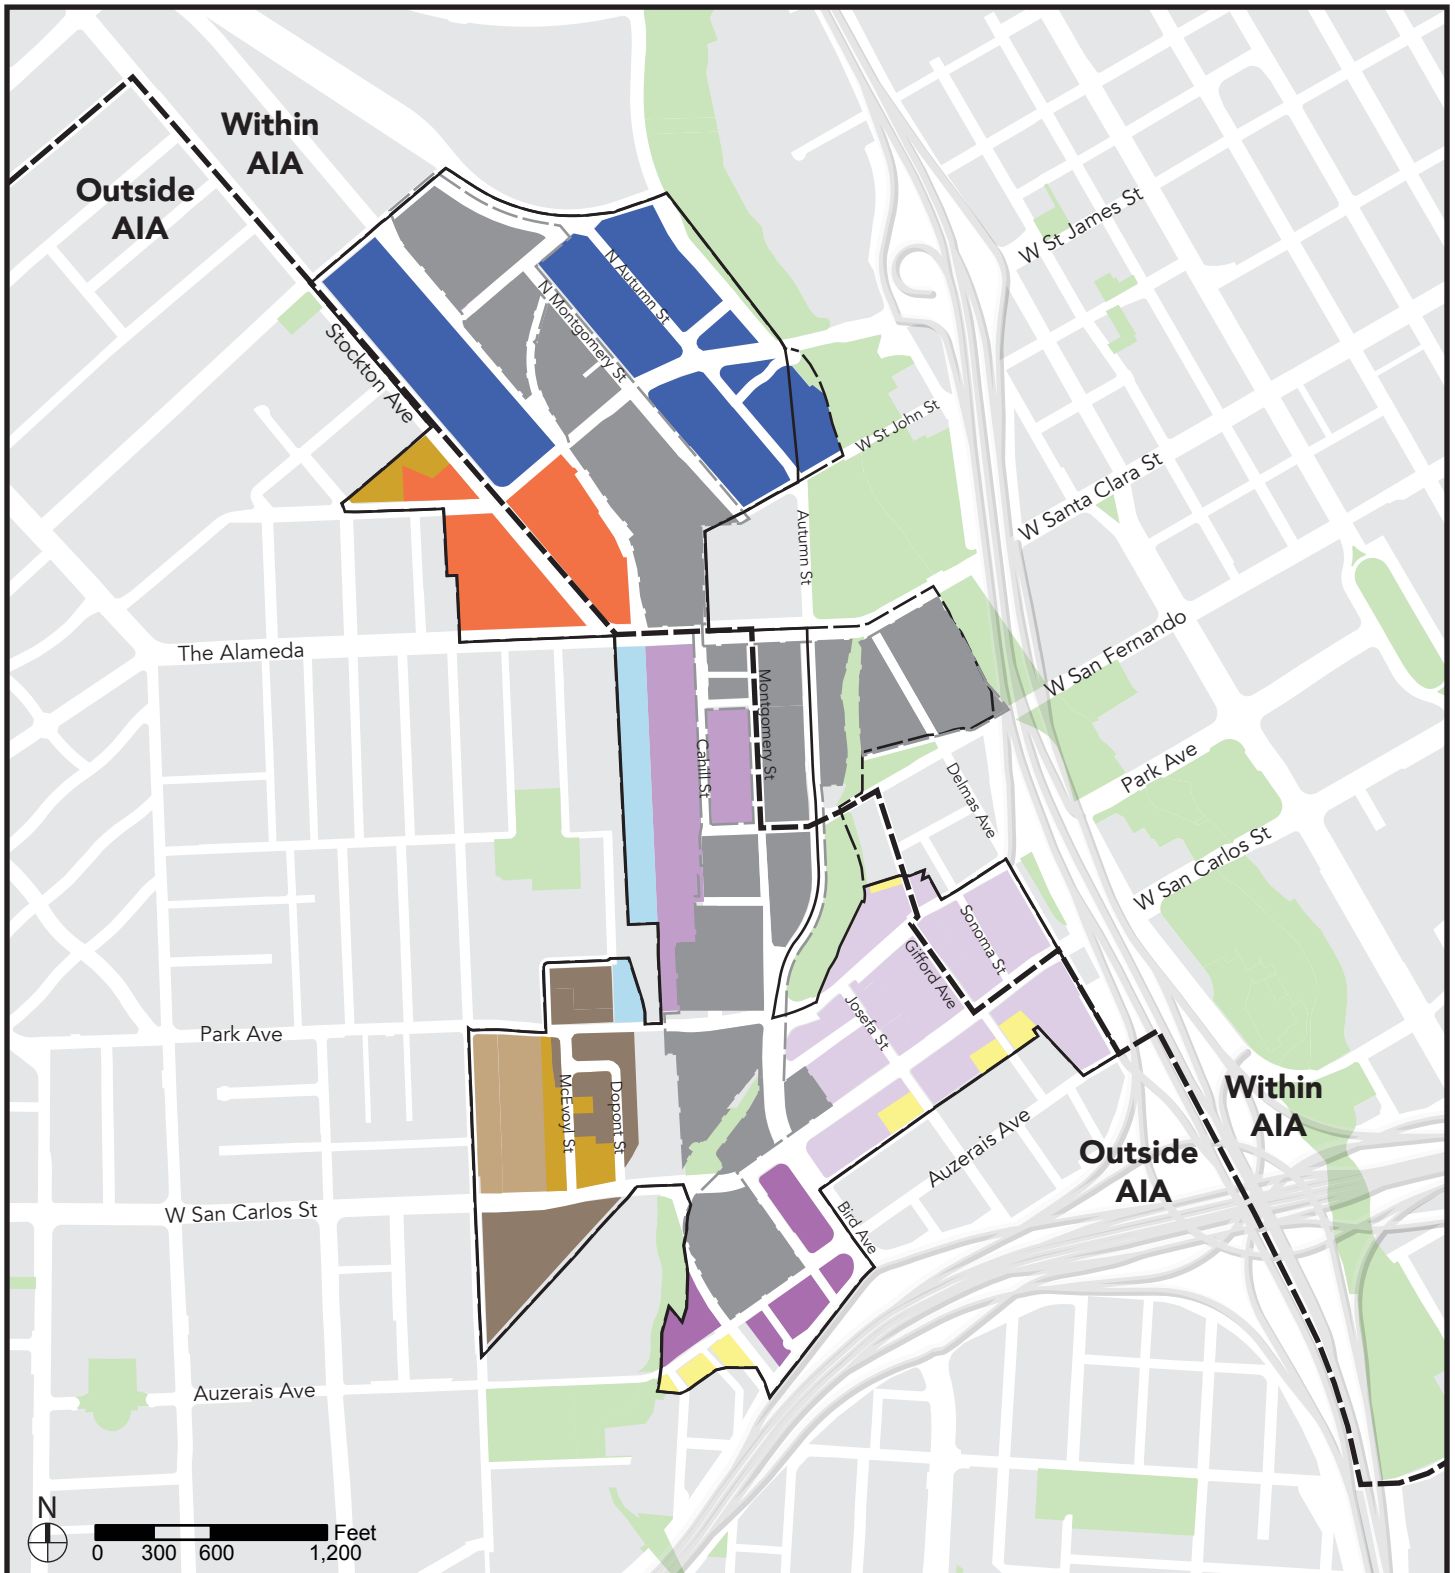 Within
AIA
Outside
AIA
W St James St
N Autumn St
N Montgomery St
Stockton Ave
W St John St
W Santa Clara St
Autumn St
W San Fernando
The Alameda
Montgomery St
Cahill St
Park Ave
Delmas Ave
W San Carlos St
Sonoma St
Gifford Ave
Josefa St
Park Ave
McEvoyl St
Dopont St
Within
AIA
Outside
AIA
Auzerais Ave
W San Carlos St
Bird Ave
Auzerais Ave
N
Feet
0 300 600 1,200